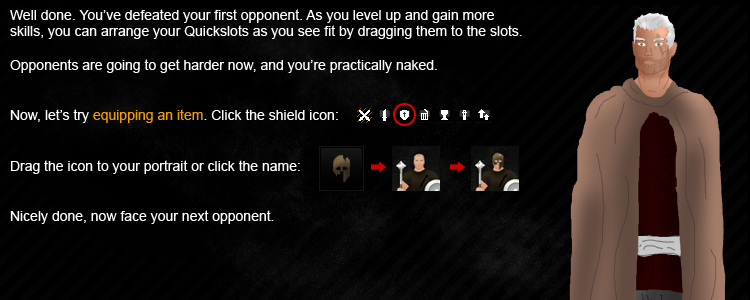 Well done. You’ve defeated your first opponent. As you level up and gain more
skills, you can arrange your Quickslots as you see fit by dragging them to the slots.
Opponents are going to get harder now, and you’re practically naked.
Now, let’s try equipping an item. Click the shield icon:
Drag the icon to your portrait or click the name:
Nicely done, now face your next opponent.